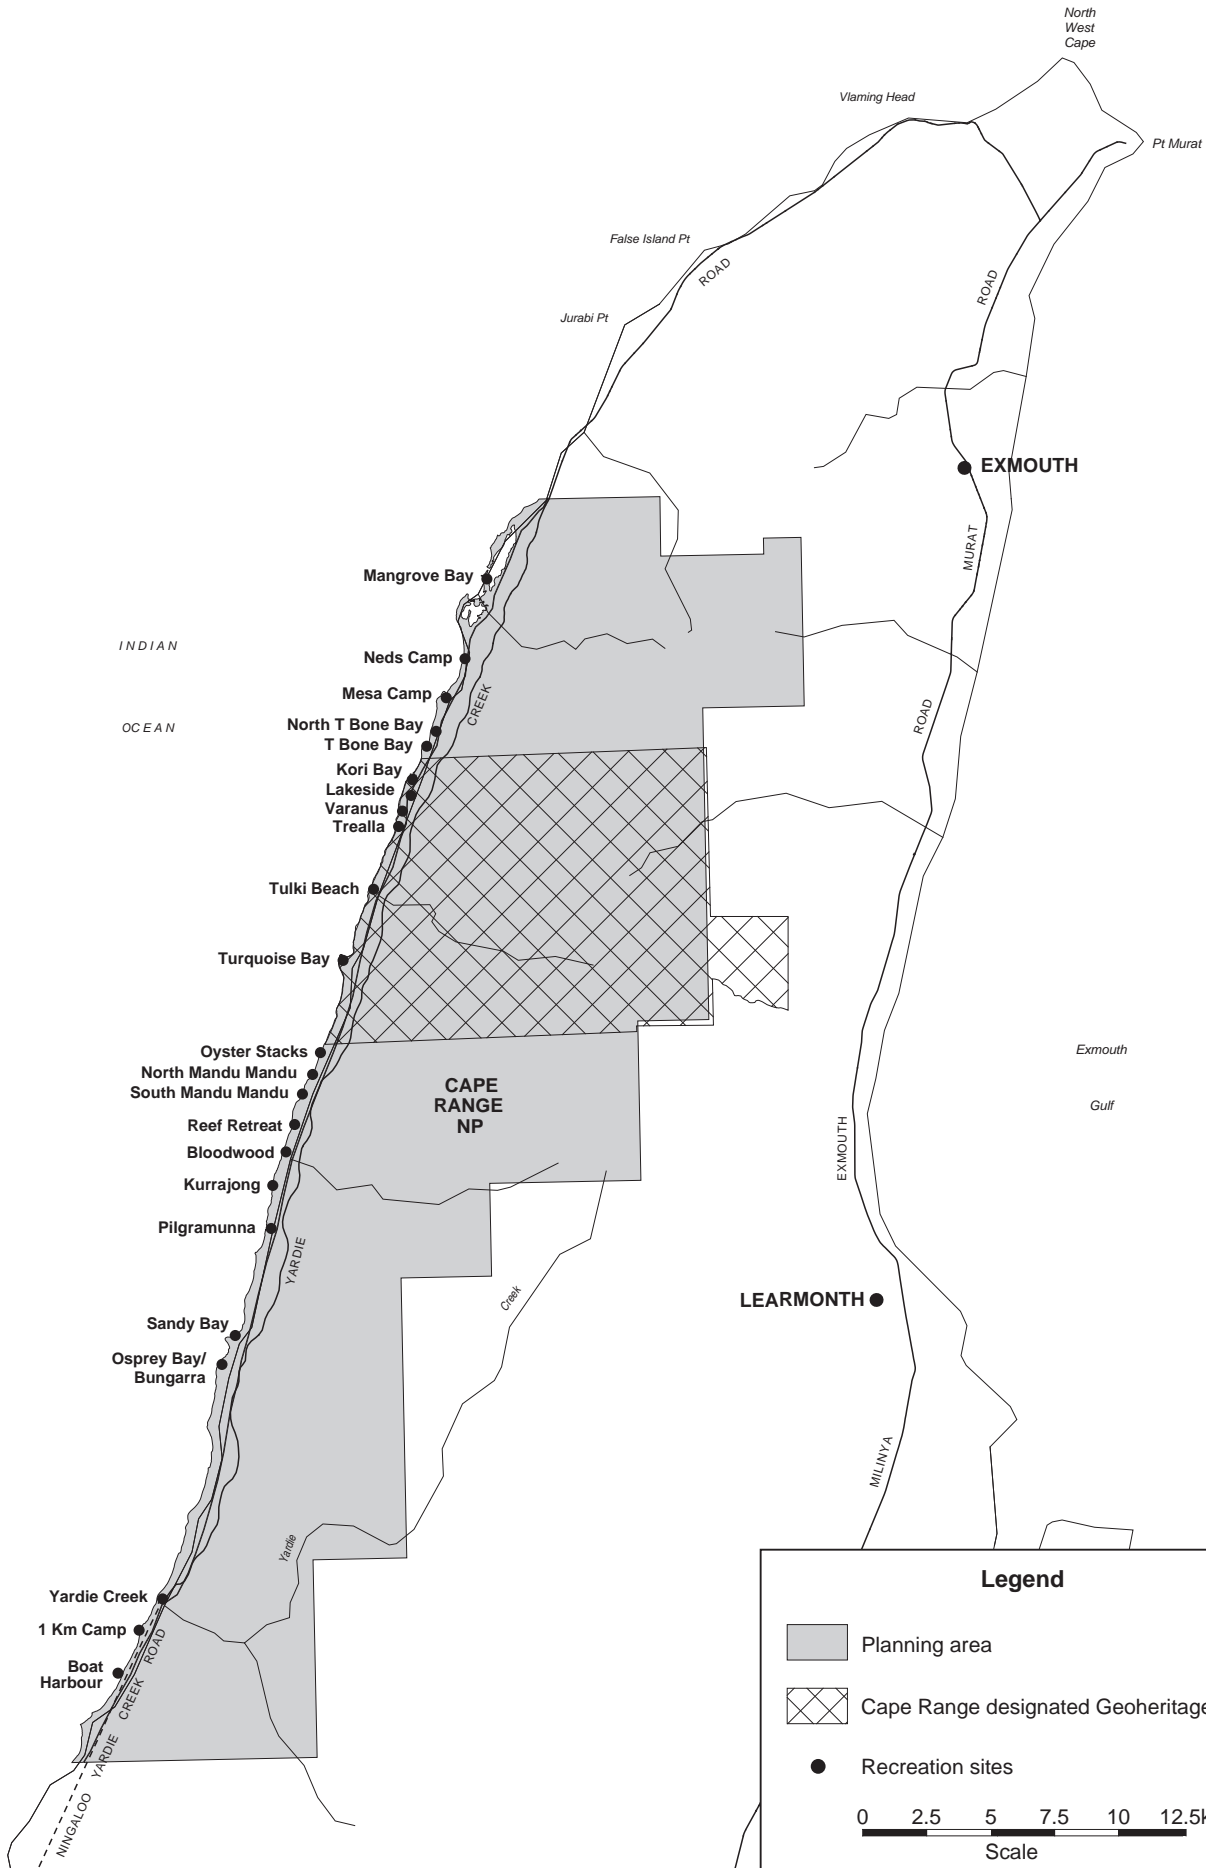 North
West
Cape
Vlaming Head
Pt Murat
False Island Pt
ROAD
ROAD
Jurabi Pt
EXMOUTH
MURAT
Mangrove Bay
INDIAN
Neds Camp
CREEK
Mesa Camp
ROAD
North T Bone Bay
OCEAN
T Bone Bay
Kori Bay
Lakeside
Varanus
Trealla
Tulki Beach
Turquoise Bay
Oyster Stacks
Exmouth
North Mandu Mandu
South Mandu Mandu
CAPE
RANGE
NP
Gulf
Reef Retreat
EXMOUTH
Bloodwood
Kurrajong
Pilgramunna
YARDIE
Creek
LEARMONTH
Sandy Bay
Osprey Bay/
Bungarra
MILINYA
Yardie
Yardie Creek
1 Km Camp
Boat
Harbour
NINGALOO YARDIE CREEK ROAD
Legend
Planning area
Cape Range designated Geoheritage
Recreation sites
0 2.5 5 7.5 10 12.5k
Scale